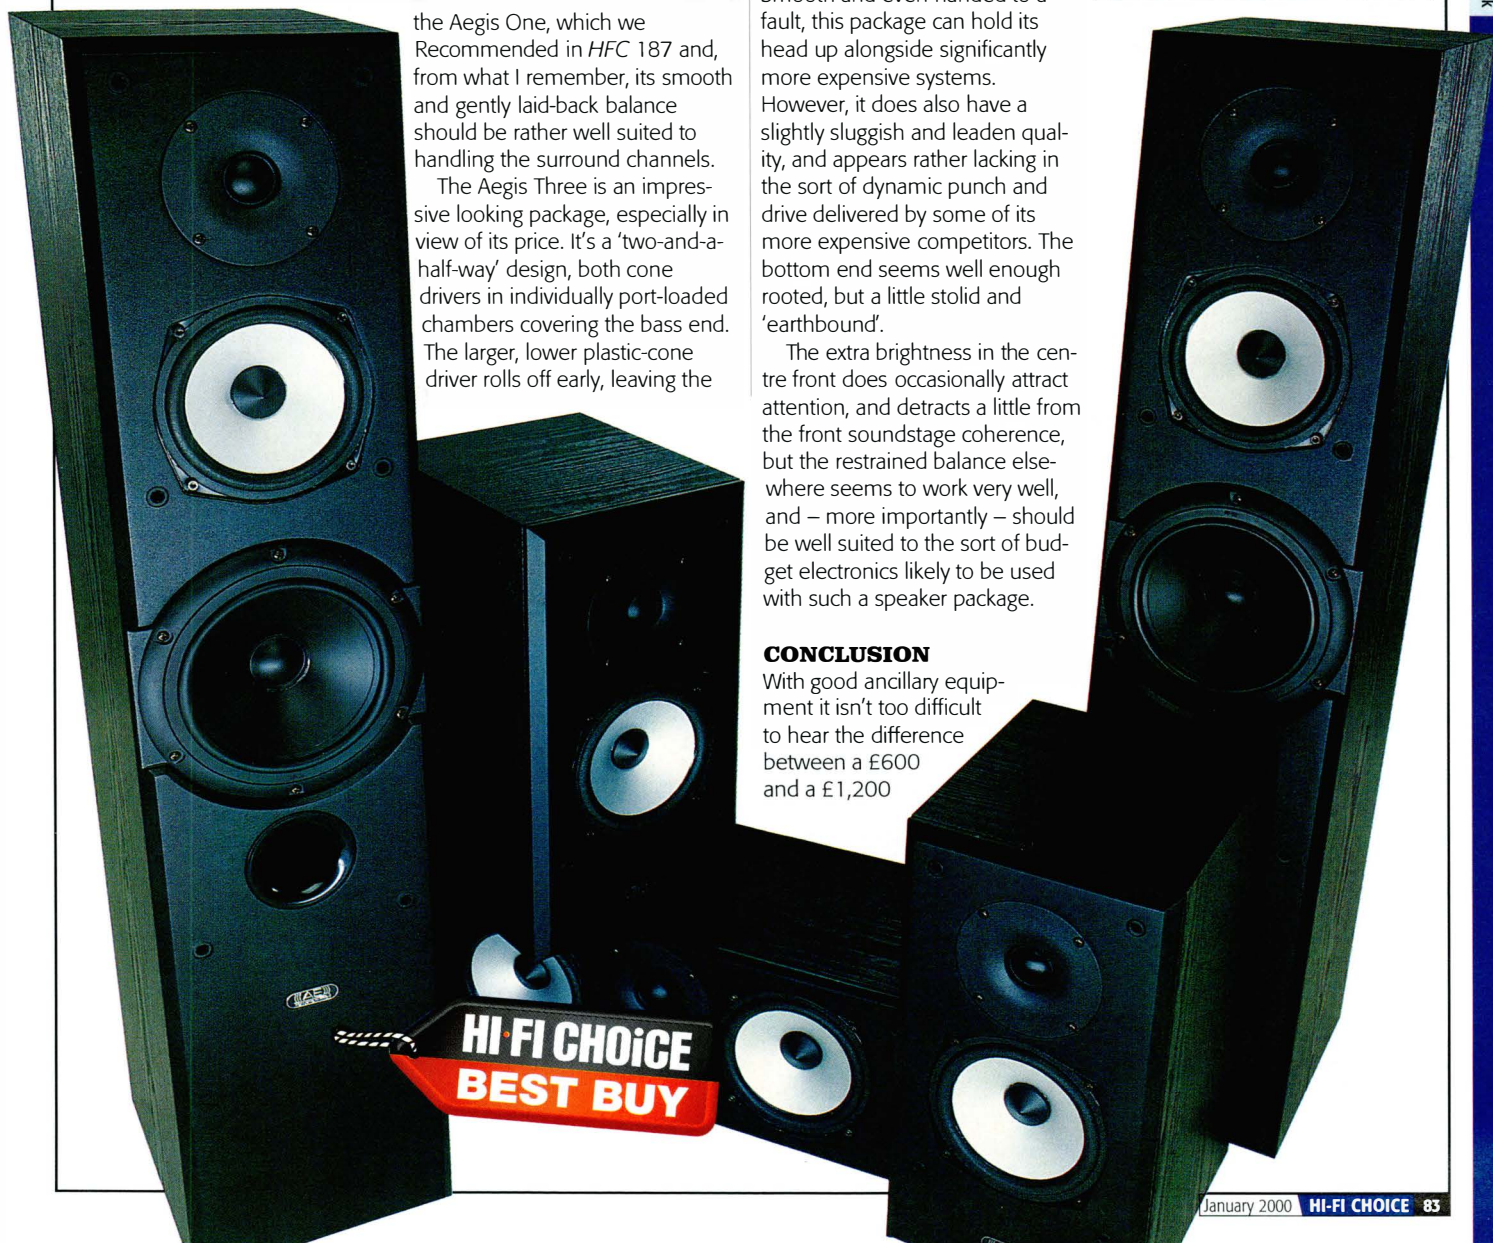 the Aegis One, which we
Recommended in HFC 187 and,
from what I remember, its smooth
and gently laid-back balance
should be rather well suited to
handling the surround channels.
The Aegis Three is an impres-
sive looking package, especially in
view of its price. It's a ‘two-and-a-
half-way’ design, both cone
drivers in individually port-loaded
chambers covering the bass end.
The larger, lower plastic-cone
driver rolls off early, leaving the
fault, this package can hold its
head up alongside significantly
more expensive systems.
However, it does also have a
slightly sluggish and leaden qual-
ity, and appears rather lacking in
the sort of dynamic punch and
drive delivered by some of its
more expensive competitors. The
bottom end seems well enough
rooted, but a little stolid and
‘earthbound’.
The extra brightness in the cen-
tre front does occasionally attract
attention, and detracts a little from
the front soundstage coherence,
but the restrained balance else-
where seems to work very well,
and – more importantly – should
be well suited to the sort of bud-
get electronics likely to be used
with such a speaker package.
CONCLUSION
With good ancillary equip-
ment it isn't too difficult
to hear the difference
between a £600
and a £1,200
AE
HI-FI CHOiCE
BEST BUY
January 2000 HI-FI CHOICE 83